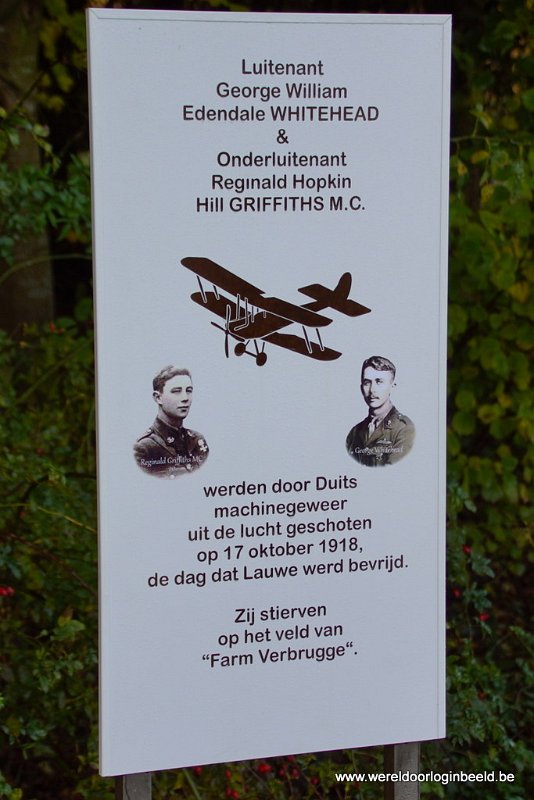 Luitenant
George William
Edendale WHITEHEAD
&
Onderluitenant
Reginald Hopkin
Hill GRIFFITHS M.C.
Reginald Griffiths MC
George Whitehead
werden door Duits
machinegeweer
uit de lucht geschoten
op 17 oktober 1918,
de dag dat Lauwe werd bevrijd.
Zij stierven
op het veld van
“Farm Verbrugge“.
www.wereldoorloginbeeld.be